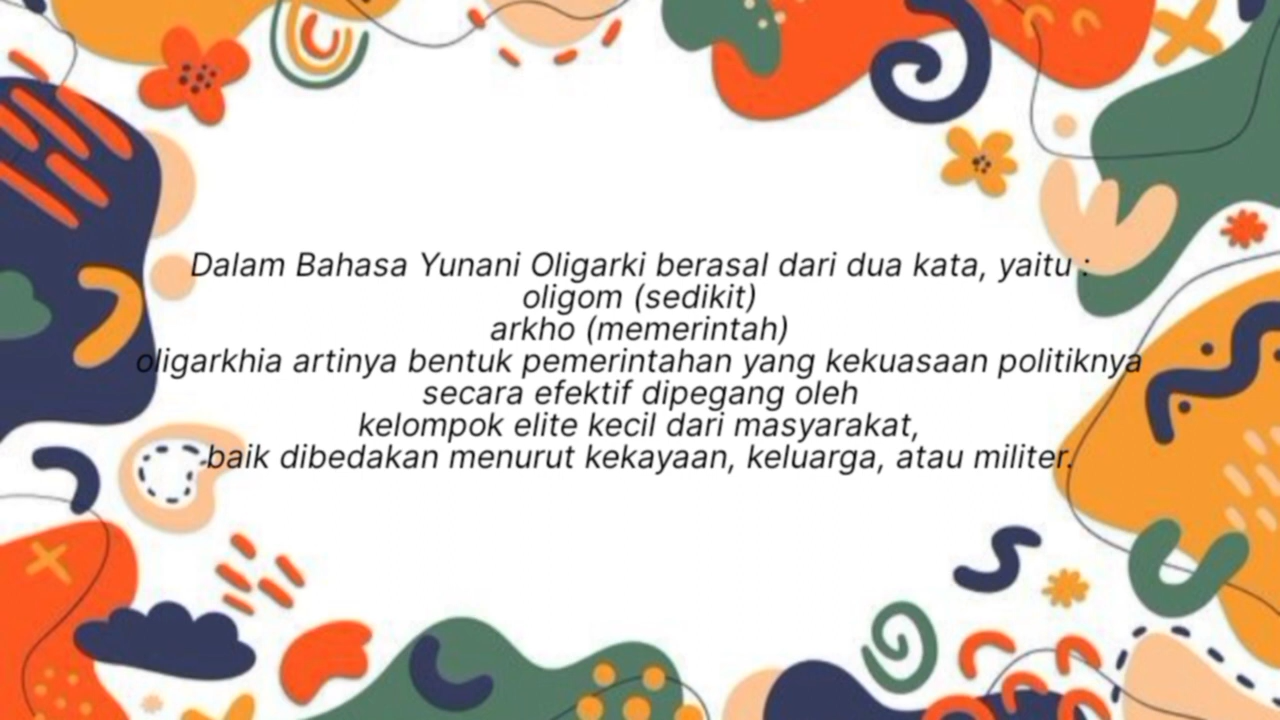 Dalam Bahasa Yunani Oligarki berasal dari dua kata, yaitu :
oligom (sedikit)
arkho (memerintah)
oligarkhia artinya bentuk pemerintahan yang kekuasaan politiknya
secara efektif dipegang oleh
kelompok elite kecil dari masyarakat,
baik dibedakan menurut kekayaan, keluarga, atau militer.